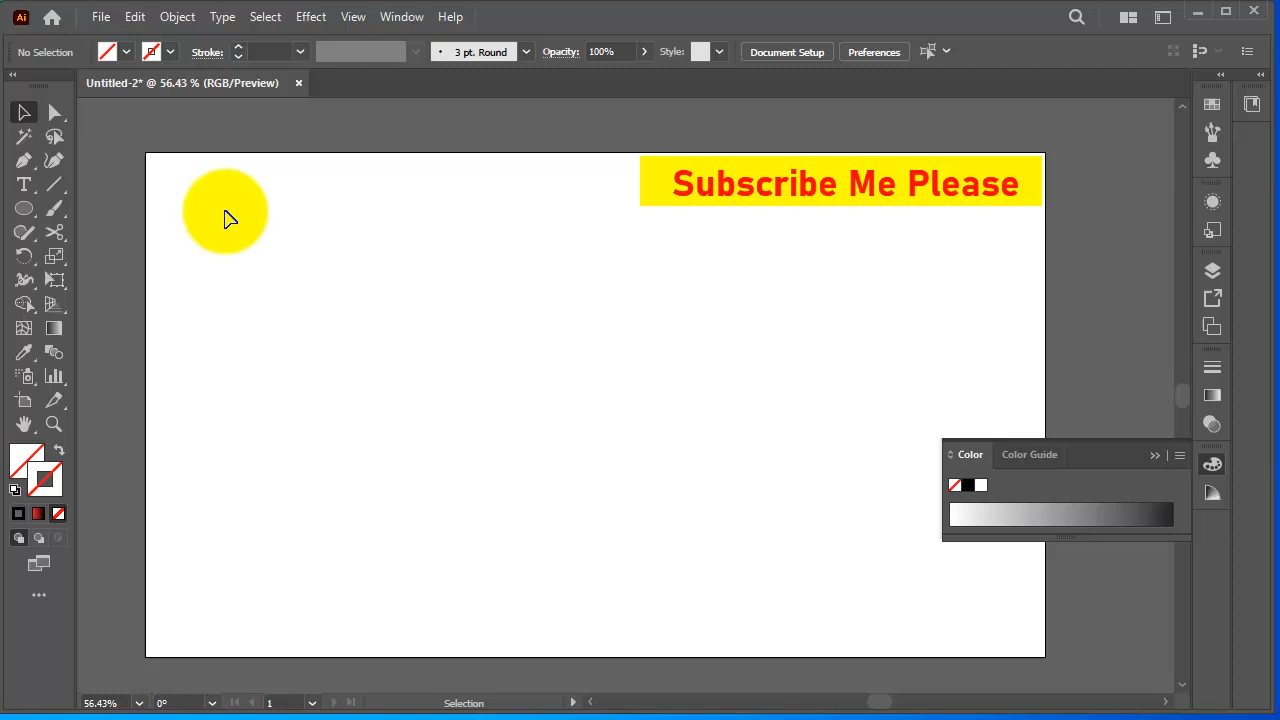 Ai File Edit Object Type Select Effect View Window Help
No Selection Stroke: 3 pt. Round Opacity: 100% Style: Document Setup Preferences
Untitled-2* @ 56.43 % (RGB/Preview)
Subscribe Me Please
Color Color Guide
56.43% 0° 1 Selection